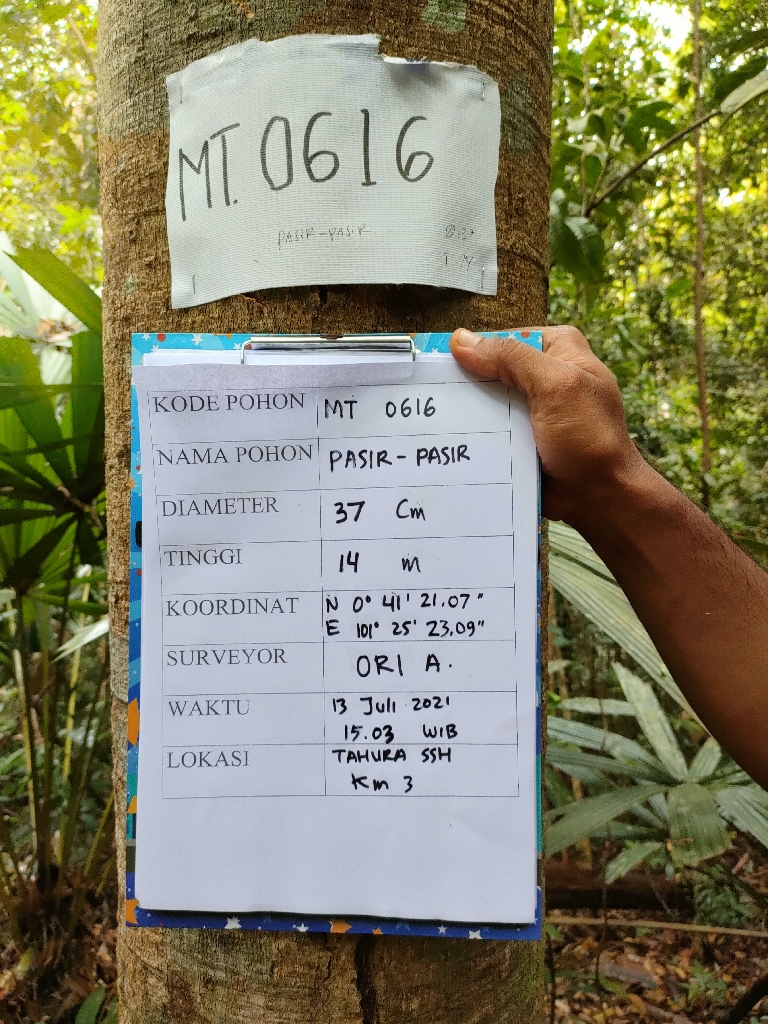 MT. 0616
PASIR-PASIR
KODE POHON MT 0616
NAMA POHON PASIR-PASIR
DIAMETER 37 Cm
TINGGI 14 m
KOORDINAT N 0° 41' 21.07"
E 101° 25' 23.09"
SURVEYOR ORI A.
WAKTU 13 Juli 2021
15.03 WIB
LOKASI TAHURA SSH
Km 3